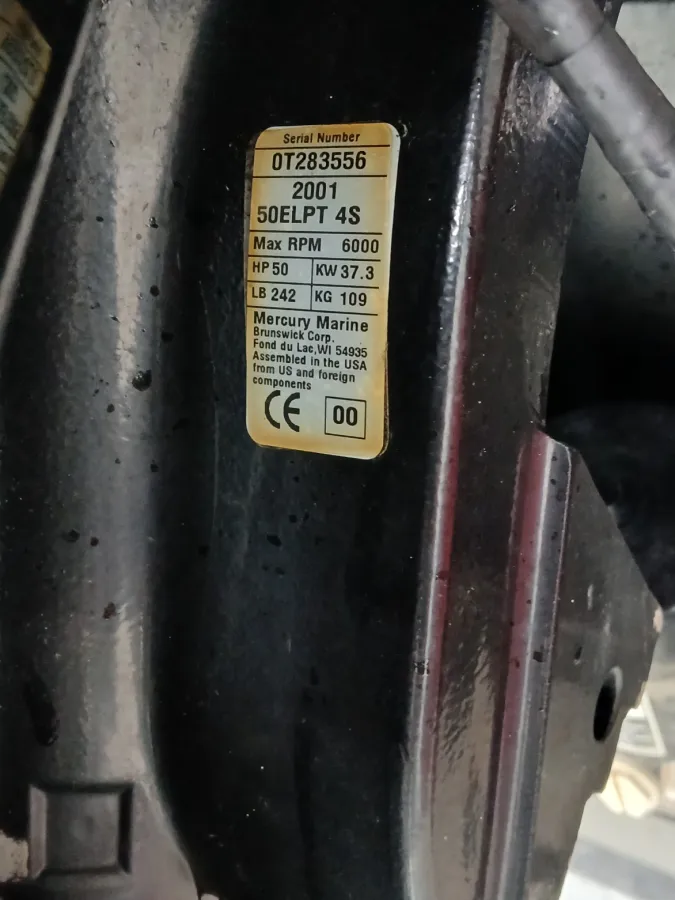 Serial Number
0T283556
2001
50ELPT 4S
Max RPM 6000
HP 50 KW 37.3
LB 242 KG 109
Mercury Marine
Brunswick Corp.
Fond du Lac, WI 54935
Assembled in the USA
from US and foreign
components
CE 00